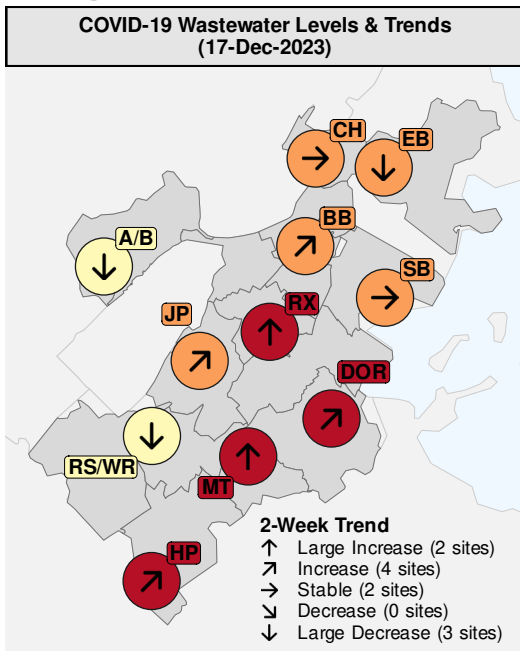 COVID-19 Wastewater Levels & Trends
(17-Dec-2023)
CH
EB
BB
A/B
SB
RX
JP
DOR
RS/WR
MT
HP
2-Week Trend
↑ Large Increase (2 sites)
↗ Increase (4 sites)
→ Stable (2 sites)
↘ Decrease (0 sites)
↓ Large Decrease (3 sites)